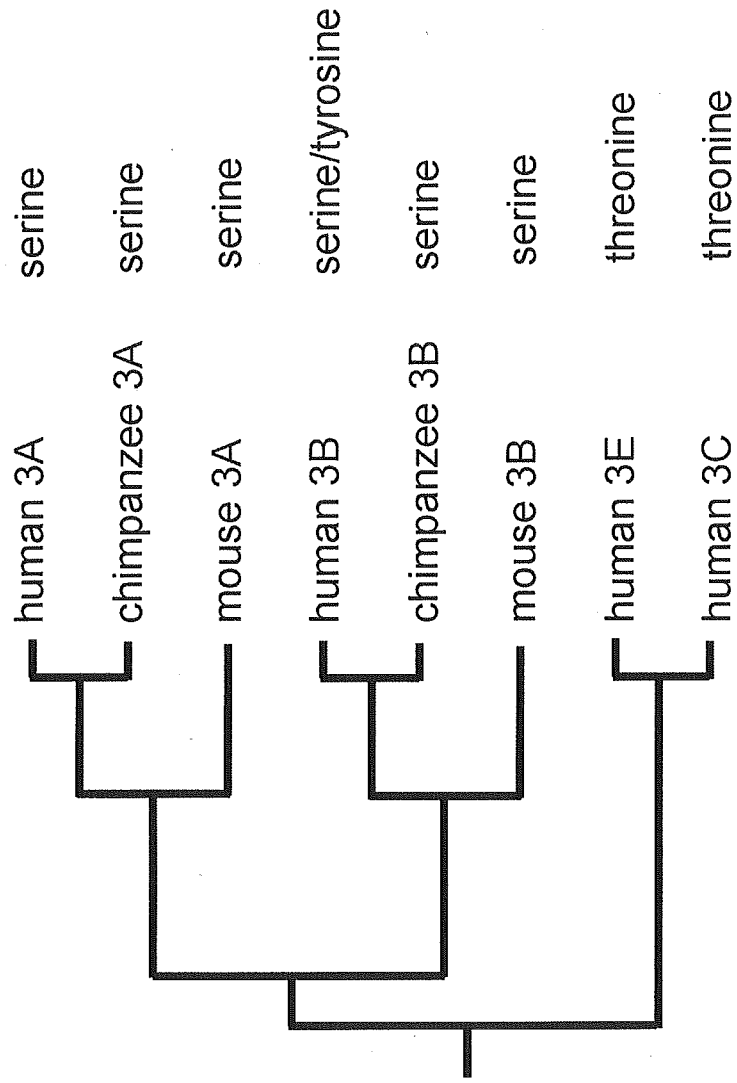 human 3A serine
chimpanzee 3A serine
mouse 3A serine
human 3B serine/tyrosine
chimpanzee 3B serine
mouse 3B serine
human 3E threonine
human 3C threonine